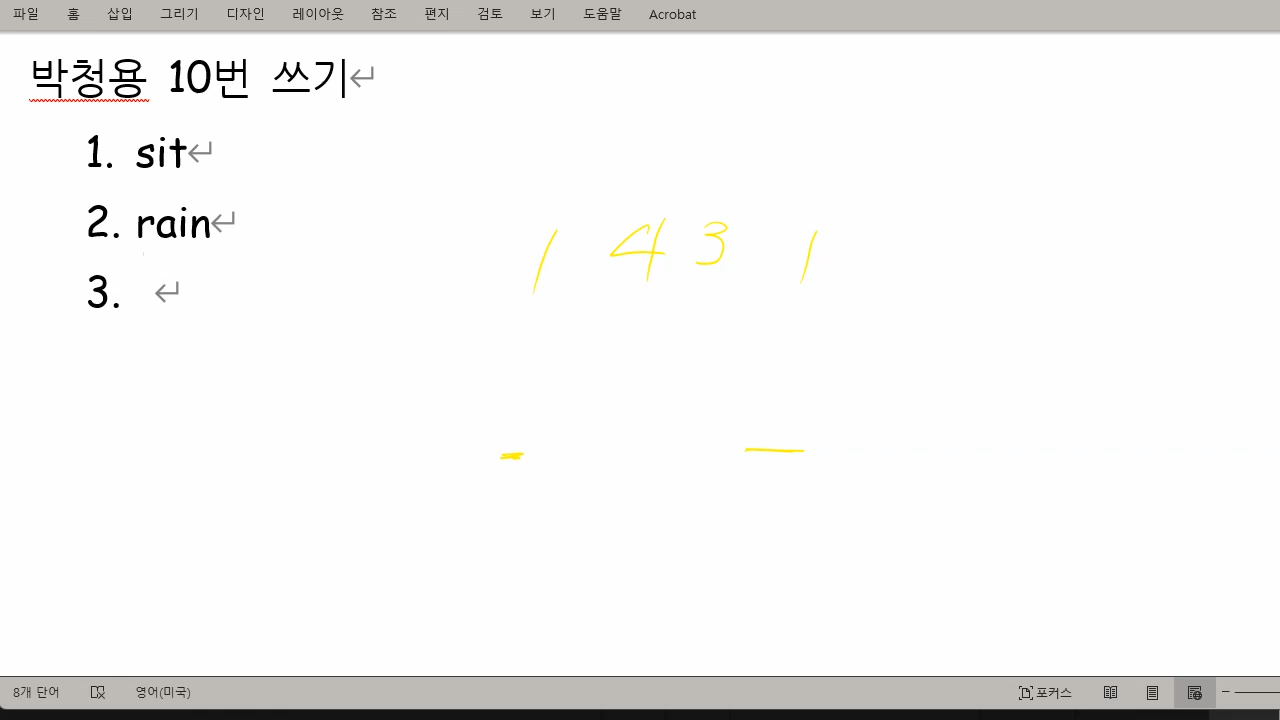 파일 홈 삽입 그리기 디자인 레이아웃 참조 편지 검토 보기 도움말 Acrobat
박청용 10번 쓰기
1. sit
2. rain
1 4 3 1
3.
8개 단어 영어(미국) 포커스